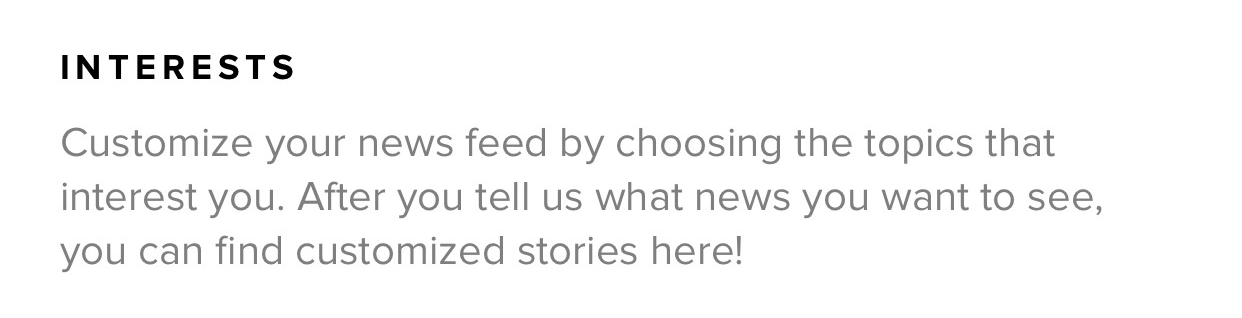 INTERESTS
Customize your news feed by choosing the topics that
interest you. After you tell us what news you want to see,
you can find customized stories here!